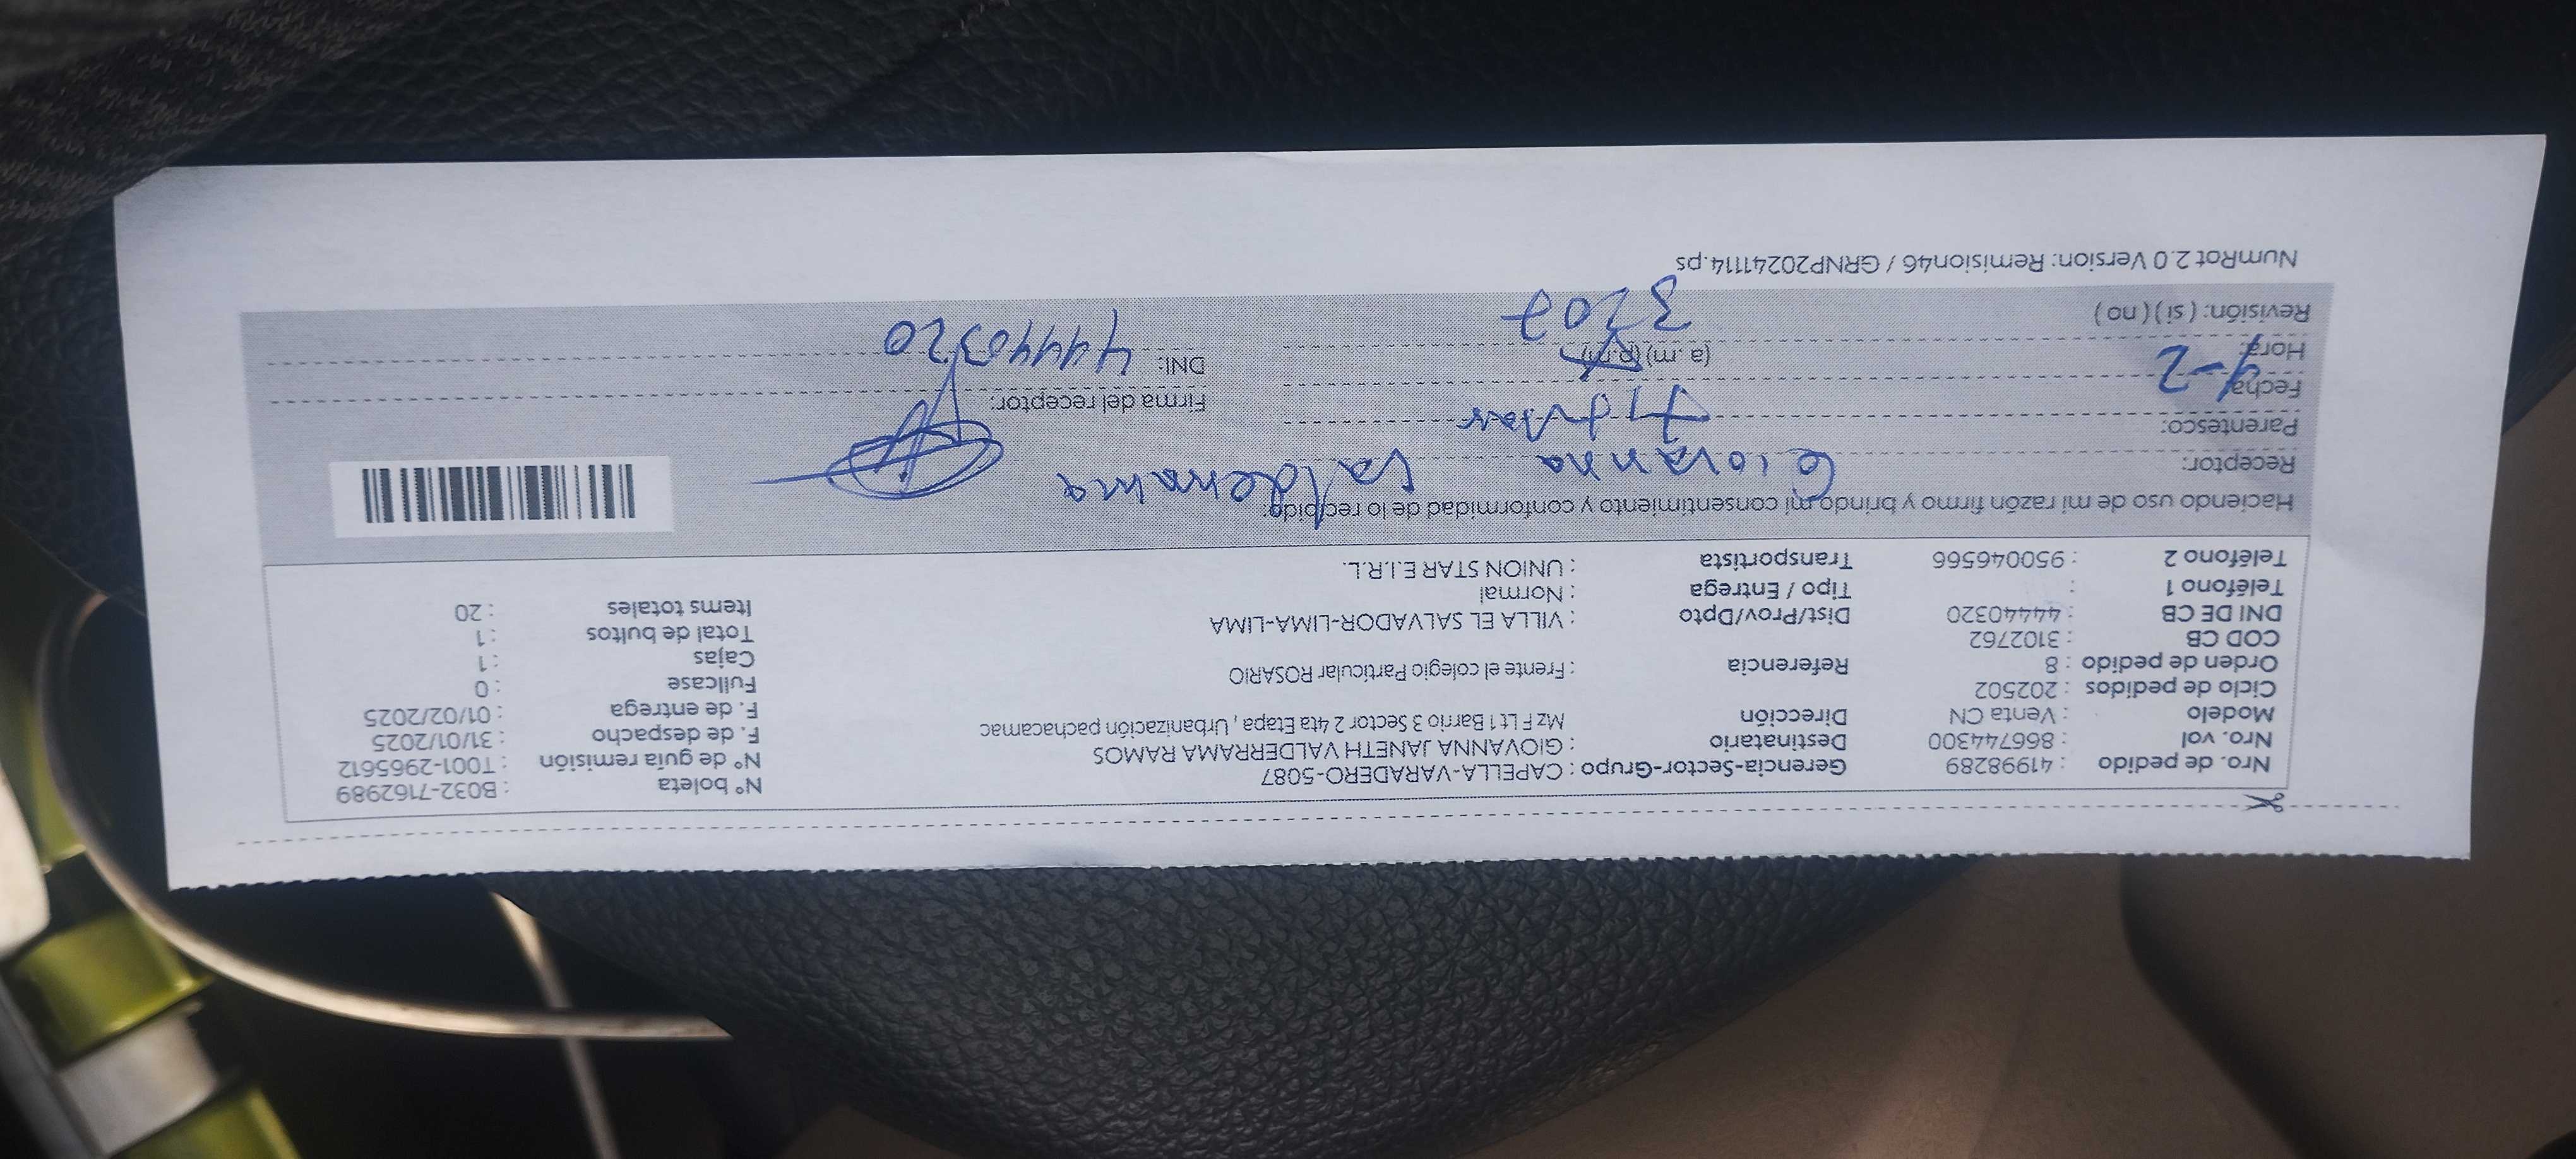 Nro. de pedido : 41998289 Gerencia-Sector-Grupo : CAPELLA-VARADERO-5087 N° boleta : B032-7162989
Nro. vol : 866744300 Destinatario : GIOVANNA JANETH VALDERRAMA RAMOS N° de guía remisión : T001-2965612
Modelo : Venta CN Dirección Mz F Lt 1 Barrio 3 Sector 2 4ta Etapa , Urbanización pachacamac F. de despacho : 31/01/2025
Ciclo de pedidos : 202502 F. de entrega : 01/02/2025
Orden de pedido : 8 Referencia : Frente el colegio Particular ROSARIO Fullcase : 0
COD CB : 3102762 Cajas : 1
DNI DE CB : 44440320 Dist/Prov/Dpto : VILLA EL SALVADOR-LIMA-LIMA Total de bultos : 1
Teléfono 1 : Tipo / Entrega : Normal Items totales : 20
Teléfono 2 : 950046566 Transportista : UNION STAR E.I.R.L.
Haciendo uso de mi razón firmo y brindo mi consentimiento y conformidad de lo recibido:
Receptor: Giovanna Valderrama
Parentesco: Titular
Fecha: Firma del receptor:
Hora: (a. m) (p.m) DNI: 44440320
Revisión: ( si ) ( no )
NumRot 2.0 Version: Remision46 / GRNP20241114.ps